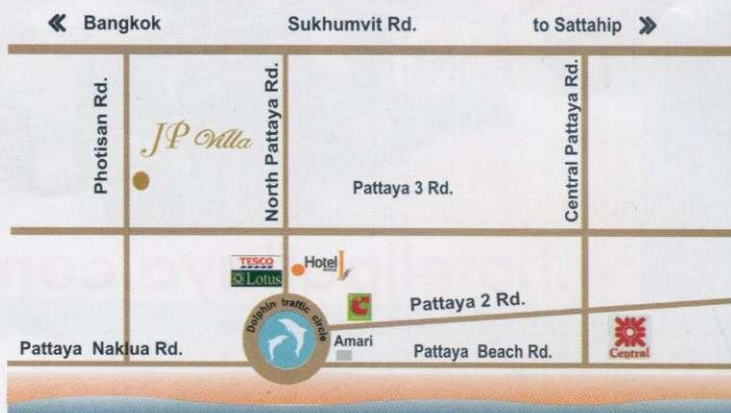 « Bangkok
Sukhumvit Rd.
to Sattahip »
Photisan Rd.
JP Villa
North Pattaya Rd.
Central Pattaya Rd.
Pattaya 3 Rd.
TESCO
Lotus
Hotel J
Dolphin traffic circle
Pattaya 2 Rd.
Amari
Pattaya Naklua Rd.
Pattaya Beach Rd.
Central